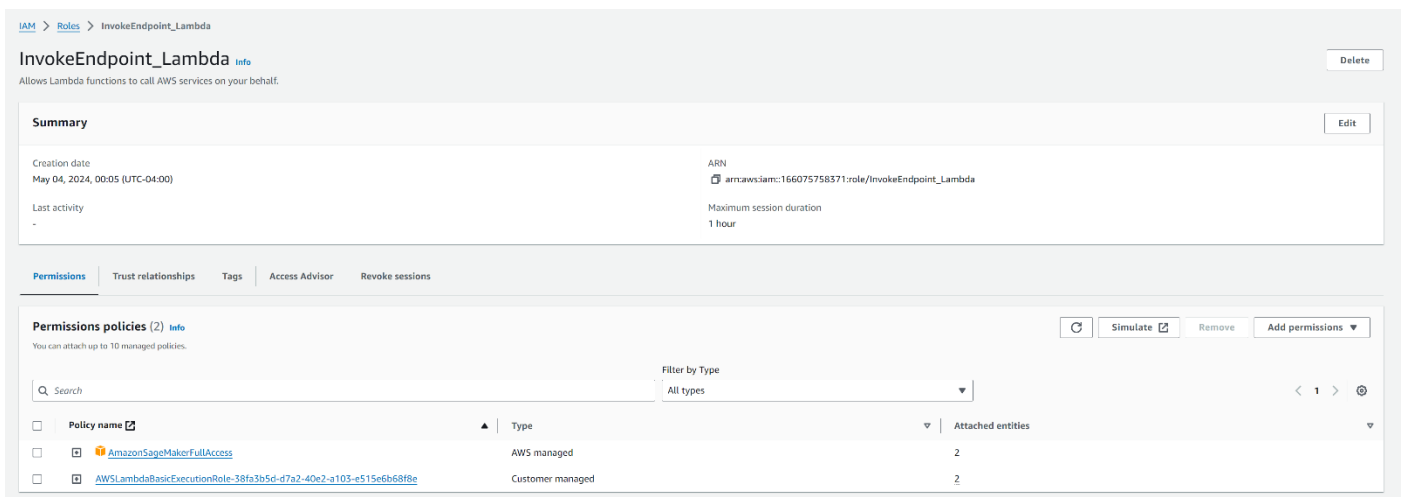 IAM > Roles > InvokeEndpoint_Lambda
InvokeEndpoint_Lambda Info
Delete
Allows Lambda functions to call AWS services on your behalf.
Summary
Edit
Creation date
May 04, 2024, 00:05 (UTC-04:00)
ARN
arn:aws:iam::166075758371:role/InvokeEndpoint_Lambda
Last activity
-
Maximum session duration
1 hour
Permissions
Trust relationships
Tags
Access Advisor
Revoke sessions
Permissions policies (2) Info
Simulate
Remove
Add permissions
You can attach up to 10 managed policies.
Filter by Type
Search
All types
1
Policy name
Type
Attached entities
AmazonSageMakerFullAccess
AWS managed
2
AWSLambdaBasicExecutionRole-38fa3b5d-d7a2-40e2-a103-e515e6b68f8e
Customer managed
2